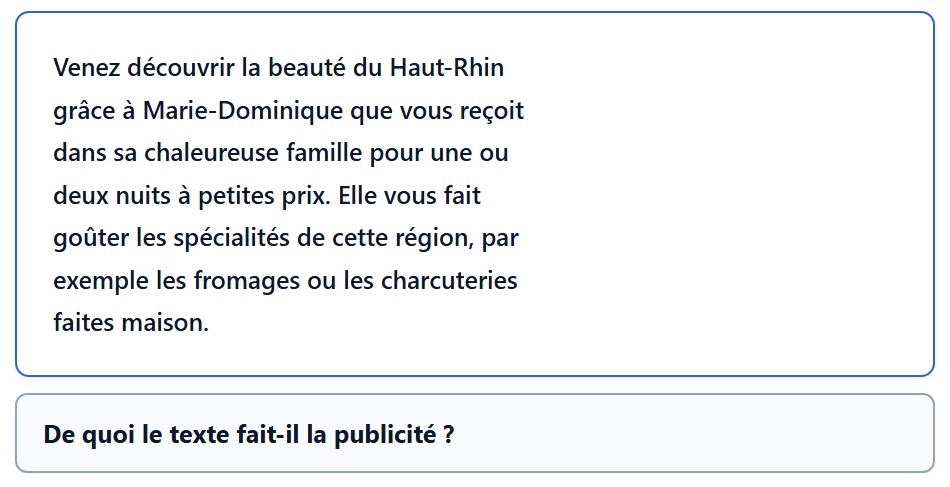 Venez découvrir la beauté du Haut-Rhin
grâce à Marie-Dominique que vous reçoit
dans sa chaleureuse famille pour une ou
deux nuits à petites prix. Elle vous fait
goûter les spécialités de cette région, par
exemple les fromages ou les charcuteries
faites maison.
De quoi le texte fait-il la publicité ?